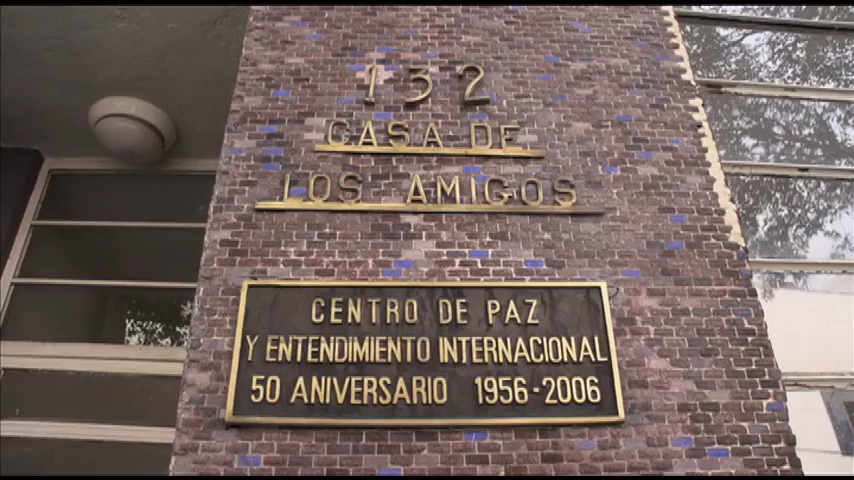 132
CASA DE
LOS AMIGOS
CENTRO DE PAZ
Y ENTENDIMIENTO INTERNACIONAL
50 ANIVERSARIO 1956-2006